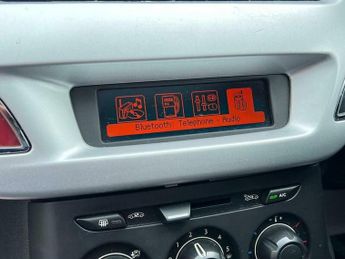 Bluetooth: Telephone - Audio
A/C